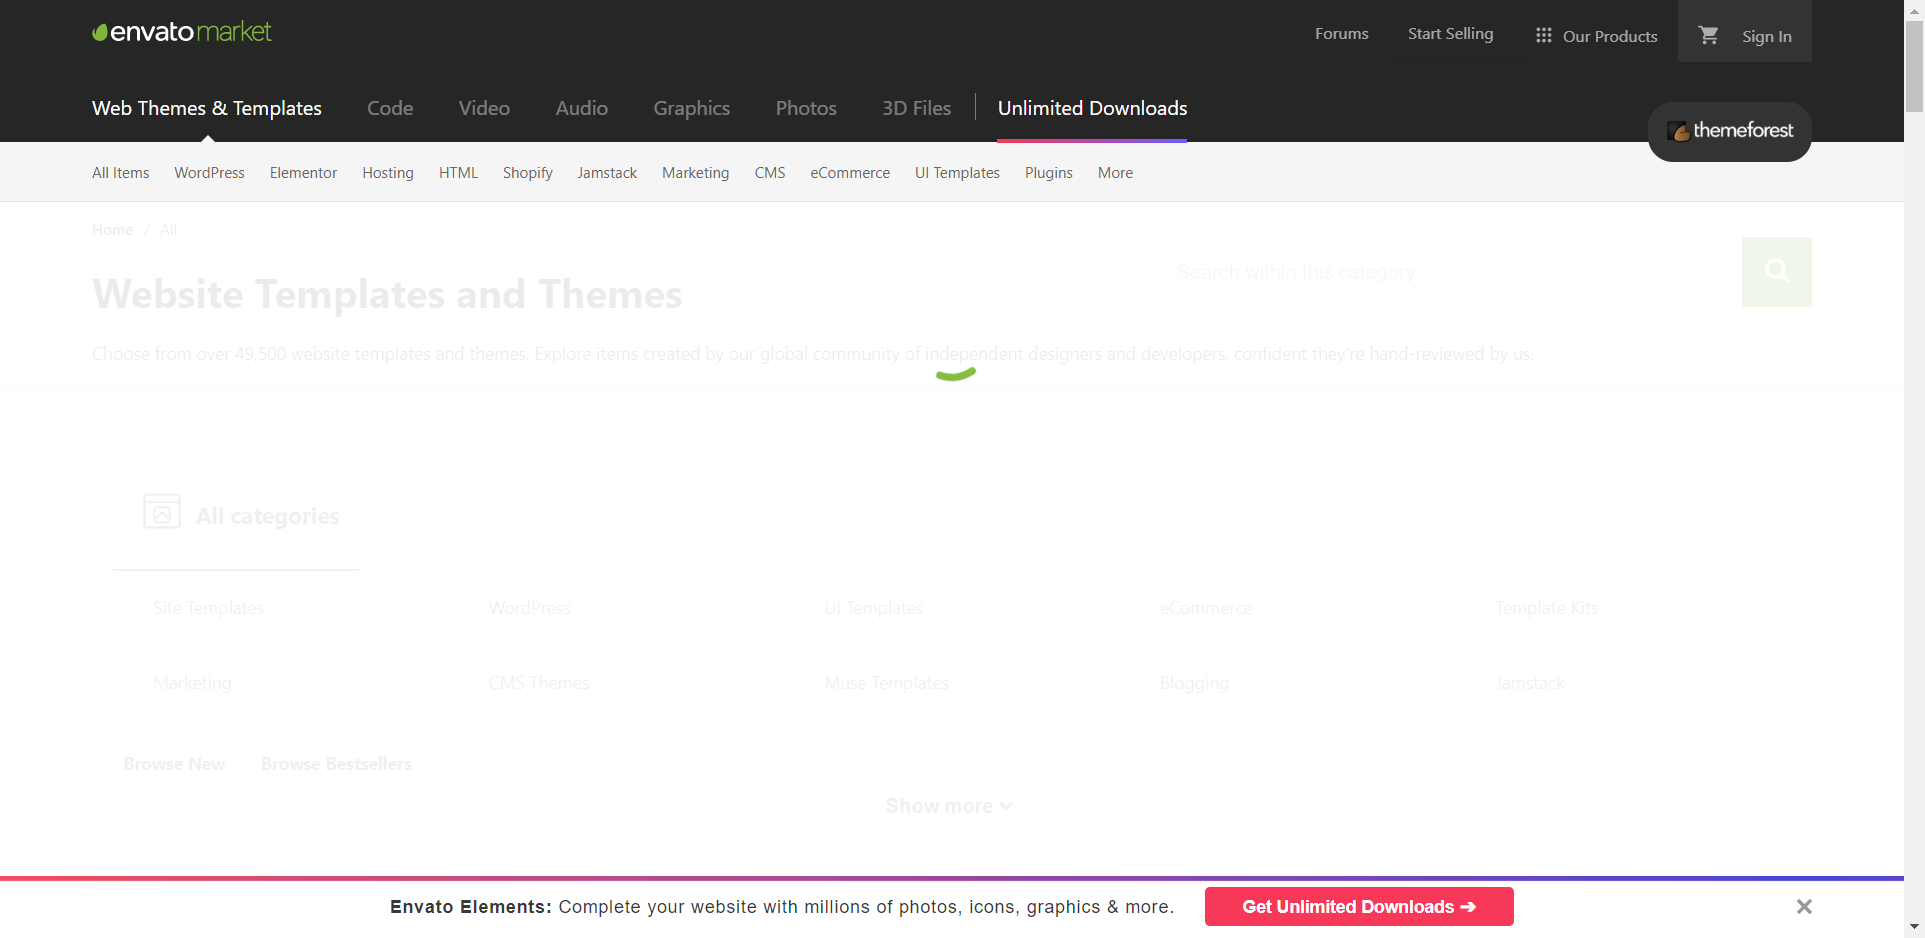 envato market
Forums Start Selling Our Products Sign In
Web Themes & Templates Code Video Audio Graphics Photos 3D Files Unlimited Downloads
themeforest
All Items WordPress Elementor Hosting HTML Shopify Jamstack Marketing CMS eCommerce UI Templates Plugins More
Home / All
Search within this category
Website Templates and Themes
Choose from over 49,500 website templates and themes. Explore items created by our global community of independent designers and developers, confident they're hand-reviewed by us.
All categories
Site Templates WordPress UI Templates eCommerce Template Kits
Marketing CMS Themes Muse Templates Blogging Jamstack
Browse New Browse Bestsellers
Show more
Envato Elements: Complete your website with millions of photos, icons, graphics & more. Get Unlimited Downloads ➔